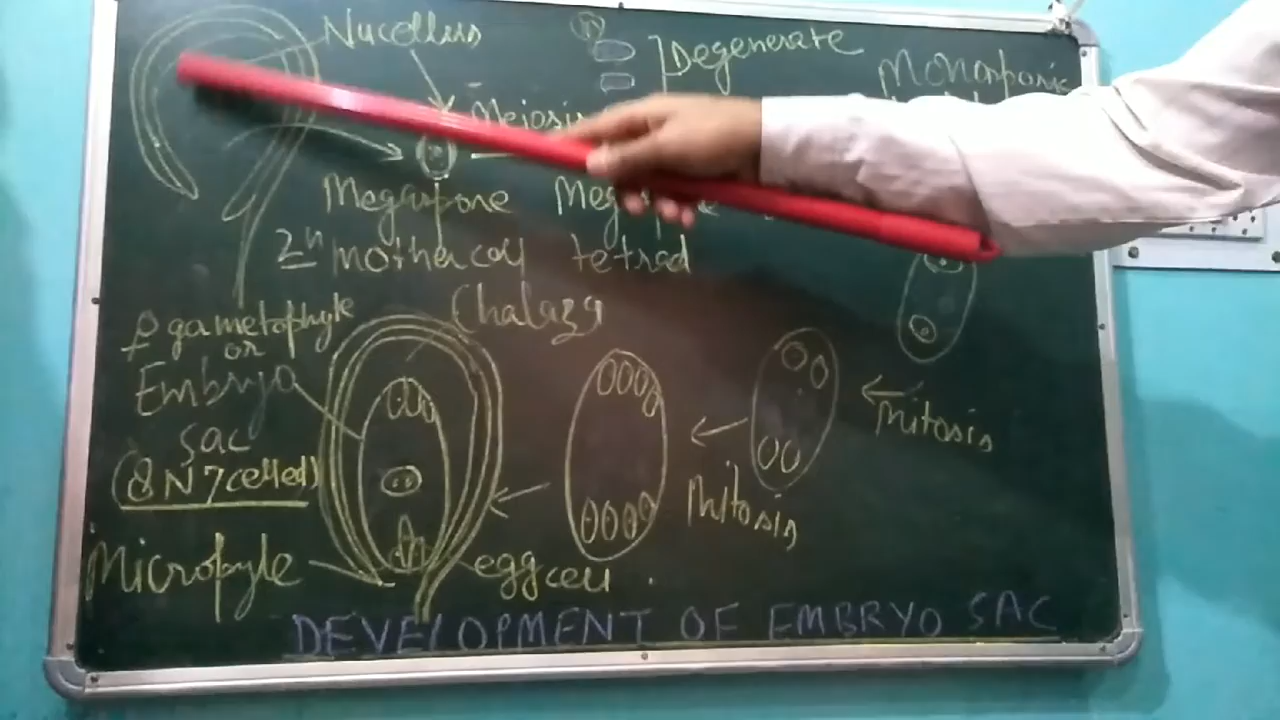 Nucellus
n
Degenerate
Monosporic
Meiosis
Megaspore
2n mother cell
tetrad
Chalaza
♀ gametophyte
or
Embryo
Sac
(8N 7celled)
Mitosis
Mitosis
Micropyle
egg cell
DEVELOPMENT OF EMBRYO SAC